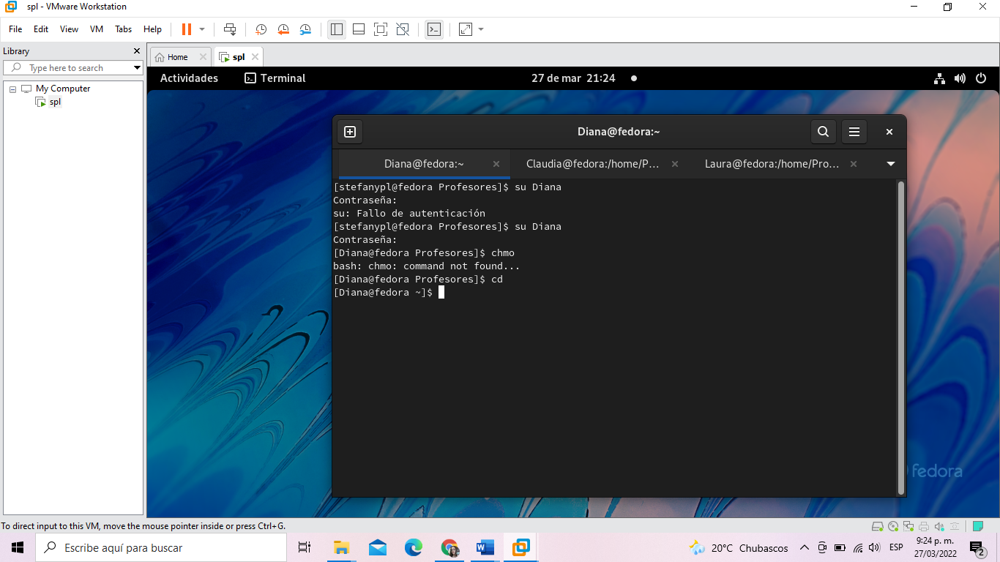 spl - VMware Workstation
File Edit View VM Tabs Help
Library
Type here to search
My Computer
spl
Home
spl
Actividades
Terminal
27 de mar 21:24
Diana@fedora:~
Diana@fedora:~
Claudia@fedora:/home/P...
Laura@fedora:/home/Pro...
[stefanypl@fedora Profesores]$ su Diana
Contraseña:
su: Fallo de autenticación
[stefanypl@fedora Profesores]$ su Diana
Contraseña:
[Diana@fedora Profesores]$ chmo
bash: chmo: command not found...
[Diana@fedora Profesores]$ cd
[Diana@fedora ~]$
fedora
To direct input to this VM, move the mouse pointer inside or press Ctrl+G.
Escribe aquí para buscar
20°C Chubascos
ESP
9:24 p. m.
27/03/2022
2